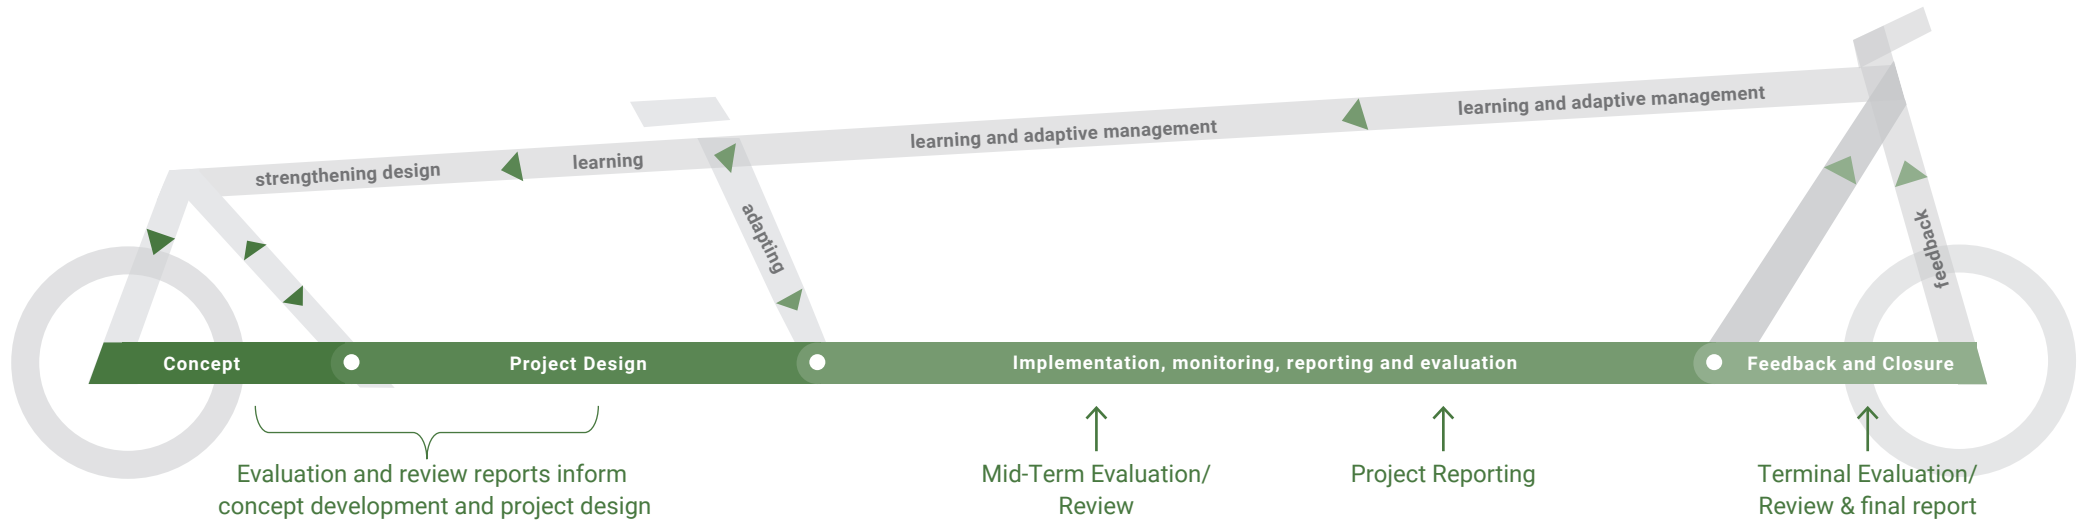 strengthening design
learning
learning and adaptive management
learning and adaptive management
adapting
feedback
Concept
Project Design
Implementation, monitoring, reporting and evaluation
Feedback and Closure
Evaluation and review reports inform
concept development and project design
Mid-Term Evaluation/
Review
Project Reporting
Terminal Evaluation/
Review & final report